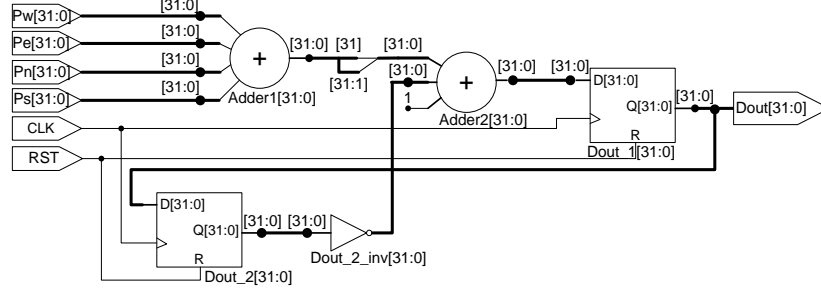 [31:0]
Pw[31:0]
[31:0]
Pe[31:0]
[31:0]
Pn[31:0]
[31:0]
Ps[31:0]
+
Adder1[31:0]
[31:0]
[31]
[31:0]
[31:1]
[31:0]
1
+
Adder2[31:0]
[31:0]
[31:0]
D[31:0]
Q[31:0]
R
Dout_1[31:0]
[31:0]
Dout[31:0]
CLK
RST
D[31:0]
Q[31:0]
R
Dout_2[31:0]
[31:0]
[31:0]
Dout_2_inv[31:0]